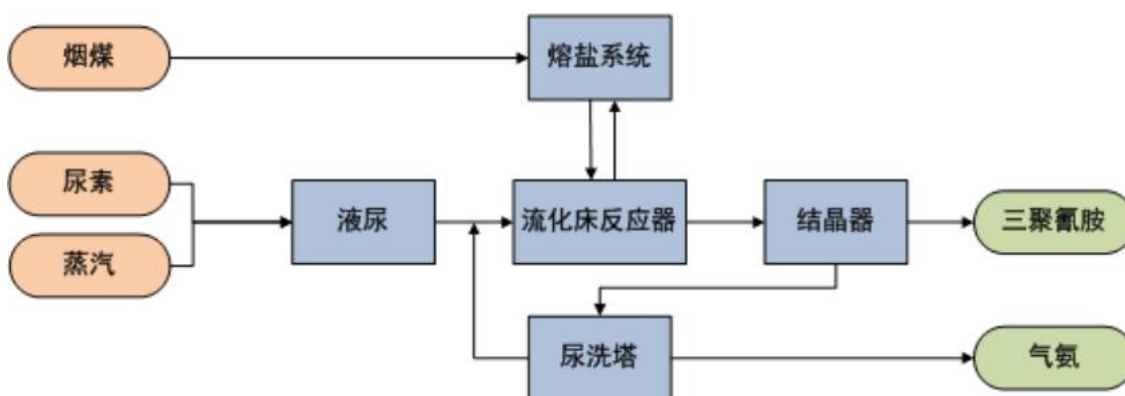 烟煤
熔盐系统
尿素
液尿
流化床反应器
结晶器
三聚氰胺
蒸汽
尿洗塔
气氨